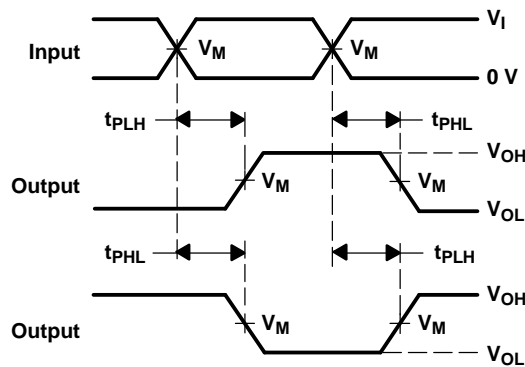 V_I
Input V_M V_M
0 V
t_PLH t_PHL
V_OH
Output V_M V_M
V_OL
t_PHL t_PLH
V_OH
Output V_M V_M
V_OL